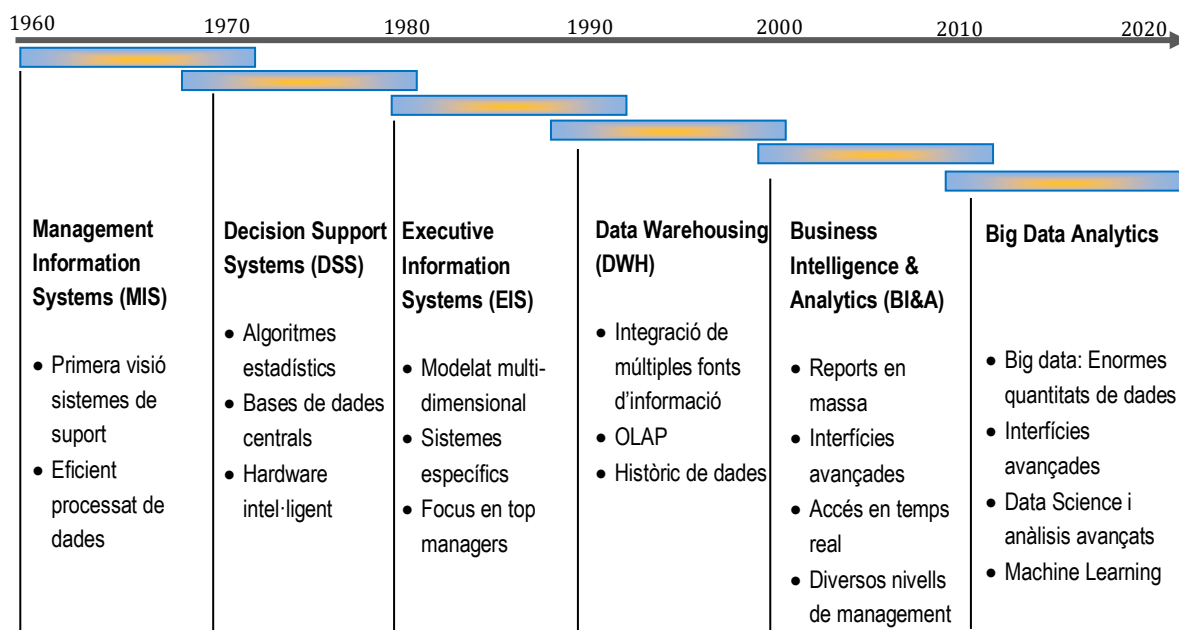 1960 1970 1980 1990 2000 2010 2020
Management
Information
Systems (MIS)
• Primera visió
sistemes de
suport
• Eficient
processat de
dades
Decision Support
Systems (DSS)
• Algoritmes
estadístics
• Bases de dades
centrals
• Hardware
intel·ligent
Executive
Information
Systems (EIS)
• Modelat multi-
dimensional
• Sistemes
específics
• Focus en top
managers
Data Warehousing
(DWH)
• Integració de
múltiples fonts
d’informació
• OLAP
• Històric de dades
Business
Intelligence &
Analytics (BI&A)
• Reports en
massa
• Interfícies
avançades
• Accés en temps
real
• Diversos nivells
de management
Big Data Analytics
• Big data: Enormes
quantitats de dades
• Interfícies
avançades
• Data Science i
anàlisis avançats
• Machine Learning